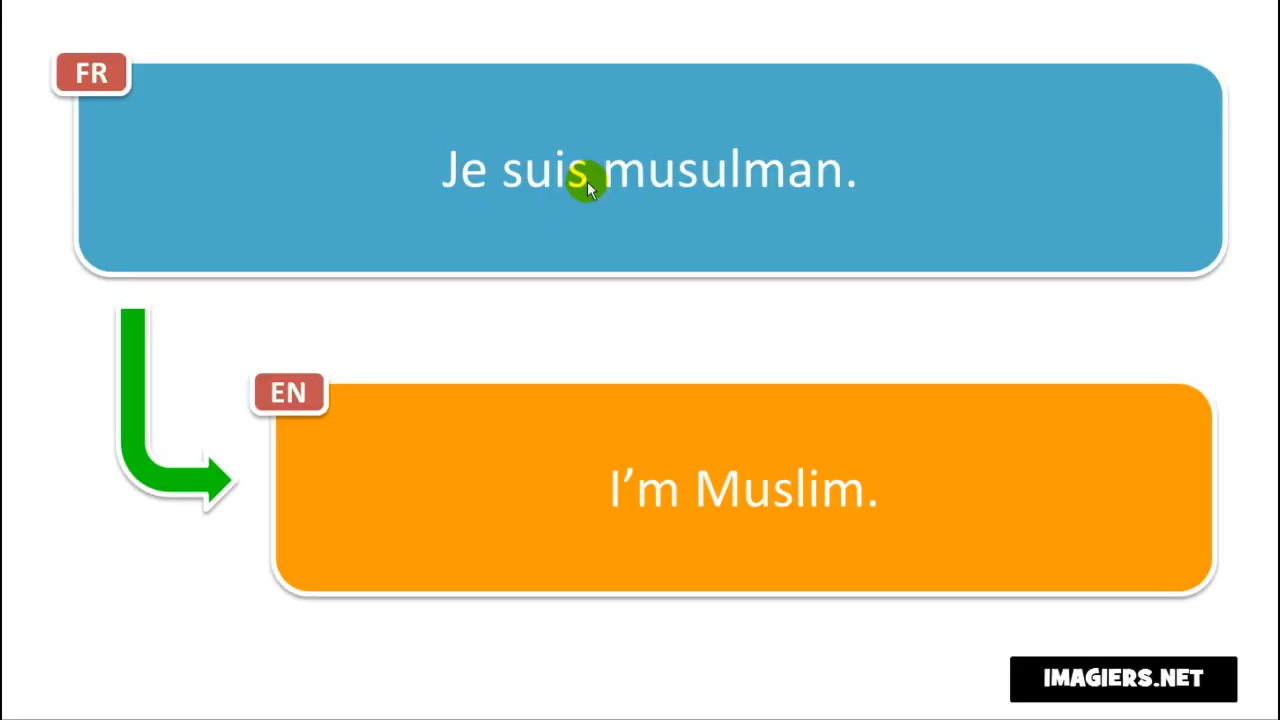 FR
Je suis musulman.
EN
I’m Muslim.
IMAGIERS.NET